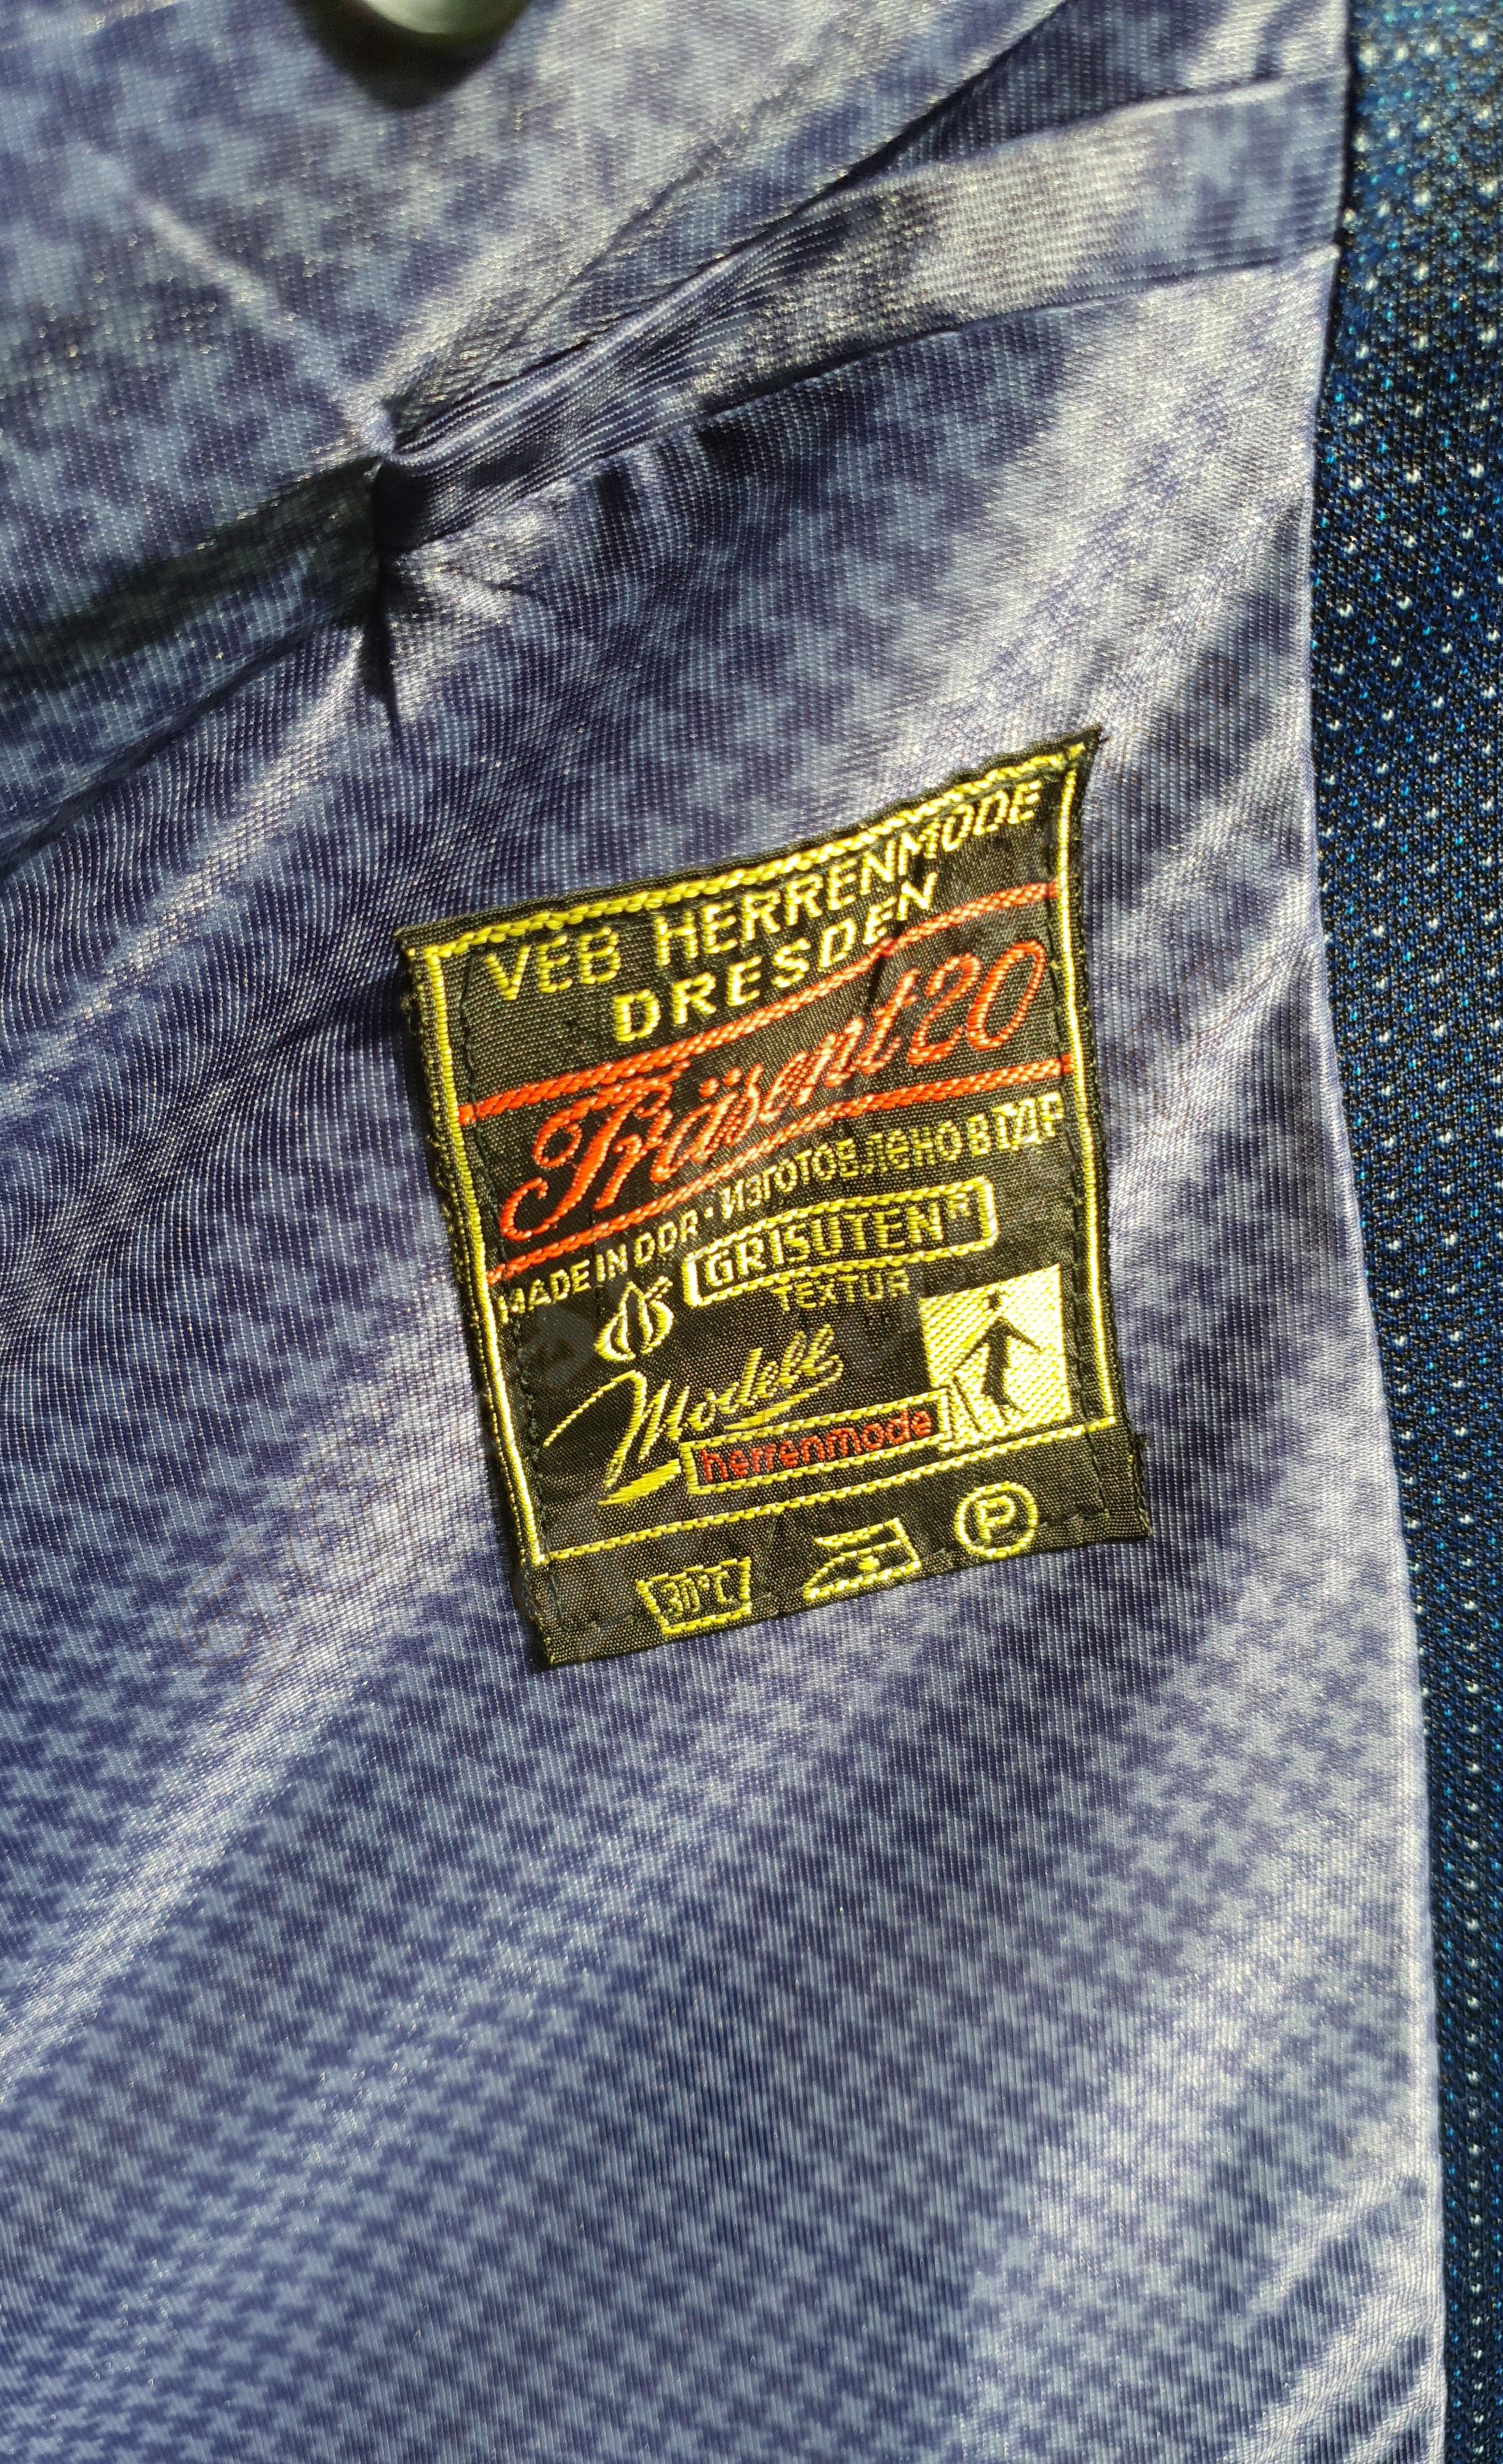 VEB HERRENMODE
DRESDEN
Präsent 20
MADE IN DDR · Изготовлено в ГДР
GRISUTEN®
TEXTUR
Modell
herrenmode
30°C
P